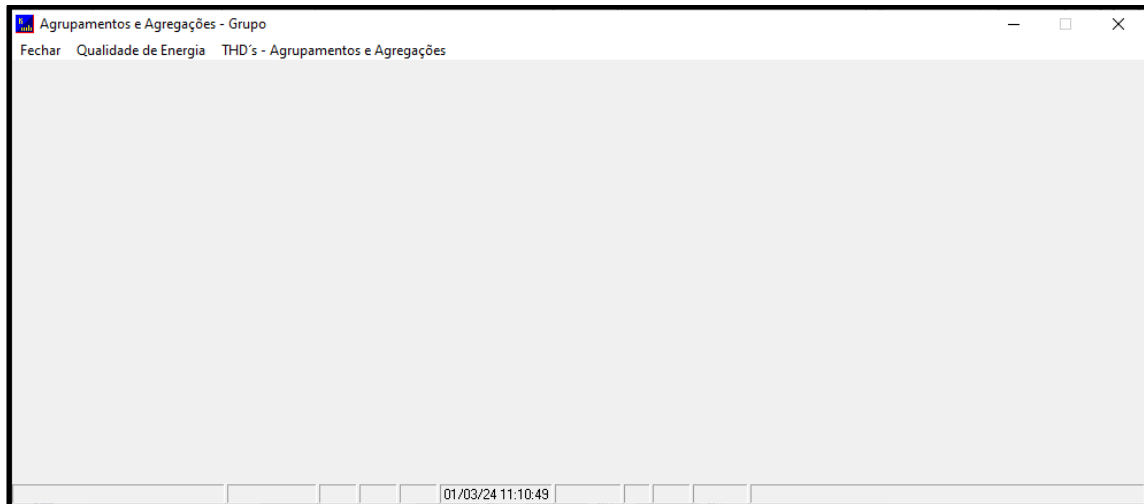 Agrupamentos e Agregações - Grupo
Fechar Qualidade de Energia THD´s - Agrupamentos e Agregações
01/03/24 11:10:49